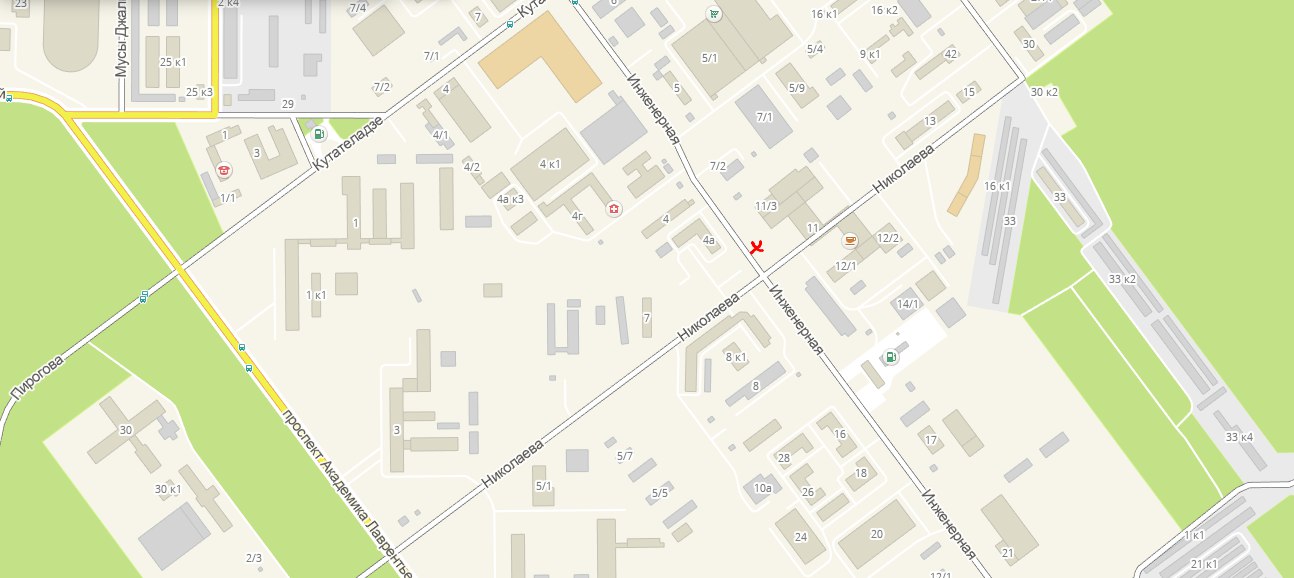 23
7/4
7
2 к4
Мусы Джал
7/1
Кута
6
16 к1
16 к2
30
5/1
5/4
9 к1
42
25 к1
25 к3
7/2
4
Инженерная
5
5/9
15
30 к2
й
29
7/1
13
1
3
Кутателадзе
4/1
4/2
4 к1
7/2
Николаева
1/1
4а к3
4г
4
11/3
11
16 к1
33
33
1
4а
12/2
12/1
1 к1
7
Николаева
Инженерная
14/1
33 к2
8 к1
8
Пирогова
проспект Академика Лаврентье
30
3
Николаева
5/7
16
17
33 к4
28
18
30 к1
5/1
5/5
10а
26
Инженерная
24
20
21
1 к1
21 к1
2/3
12/1